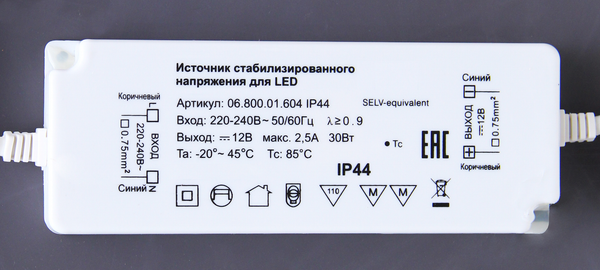 Источник стабилизированного
напряжения для LED
Артикул: 06.800.01.604 IP44
SELV-equivalent
Вход: 220-240В~ 50/60Гц λ≥0.9
Выход: ⎓12В макс. 2,5А 30Вт
Ta: -20°~ 45°C Tc: 85°C
• Tc
EAC
IP44
110
M
M
Коричневый
L
ВХОД
220-240В~
0.75mm²
N
Синий
Синий
−
ВЫХОД
⎓12В
0.75mm²
+
Коричневый